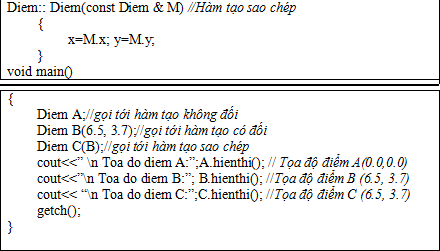 Diem:: Diem(const Diem & M) //Hàm tạo sao chép
{
x=M.x; y=M.y;
}
void main()
{
Diem A;//gọi tới hàm tạo không đối
Diem B(6.5, 3.7);//gọi tới hàm tạo có đối
Diem C(B);//gọi tới hàm tạo sao chép
cout<<” \n Toa do diem A:”;A.hienthi(); // Tọa độ điểm A(0.0,0.0)
cout<<”\n Toa do diem B:”; B.hienthi(); //Tọa độ điểm B (6.5, 3.7)
cout<< “\n Toa do diem C:”;C.hienthi(); //Tọa độ điểm C (6.5, 3.7)
getch();
}